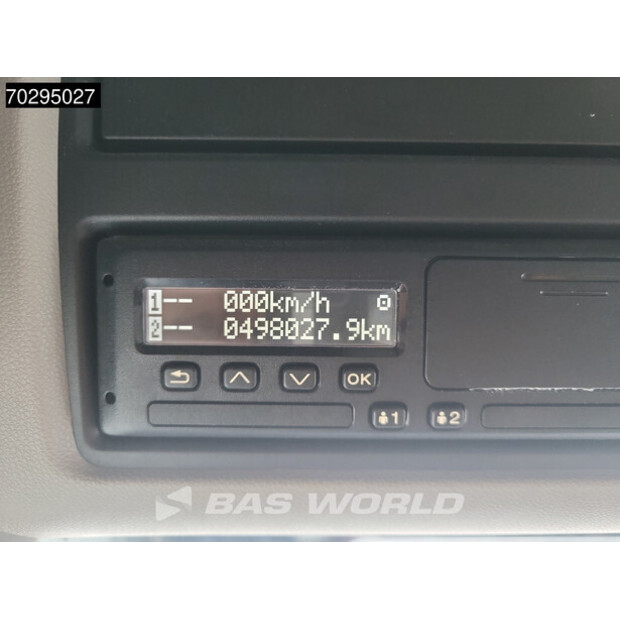 70295027
1 -- 000km/h
2 -- 0498027.9km
OK
1 2
BAS WORLD